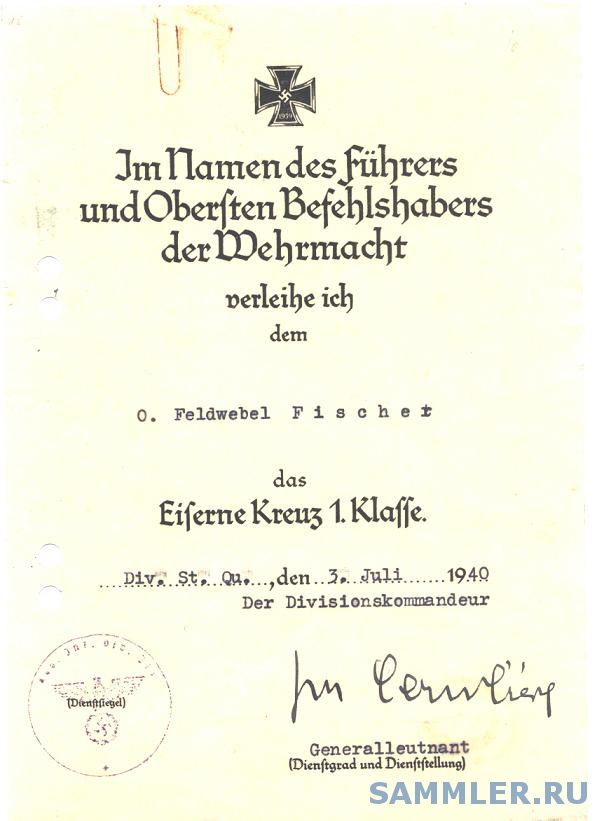 1939
Im Namen des Führers
und Obersten Befehlshabers
der Wehrmacht
verleihe ich
dem
O. Feldwebel F i s c h e r
das
Eiserne Kreuz 1. Klasse.
Div. St. Qu. , den 3. Juli 1940
Der Divisionskommandeur
(Dienstsiegel)
Generalleutnant
(Dienstgrad und Dienststellung)
SAMMLER.RU